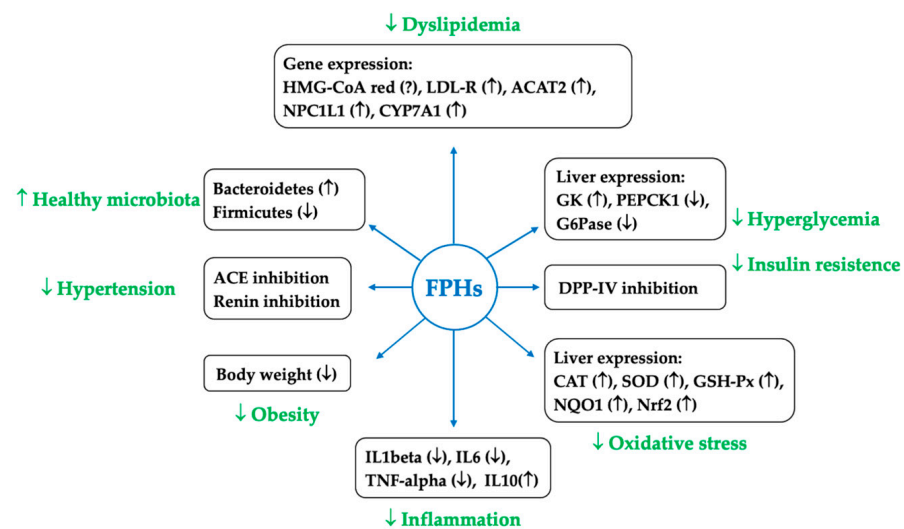 ↓ Dyslipidemia
Gene expression:
HMG-CoA red (?), LDL-R (↑), ACAT2 (↑),
NPC1L1 (↑), CYP7A1 (↑)
↑ Healthy microbiota
Bacteroidetes (↑)
Firmicutes (↓)
Liver expression:
GK (↑), PEPCK1 (↓),
G6Pase (↓)
↓ Hyperglycemia
↓ Insulin resistence
↓ Hypertension
ACE inhibition
Renin inhibition
FPHs
DPP-IV inhibition
Body weight (↓)
↓ Obesity
Liver expression:
CAT (↑), SOD (↑), GSH-Px (↑),
NQO1 (↑), Nrf2 (↑)
↓ Oxidative stress
IL1beta (↓), IL6 (↓),
TNF-alpha (↓), IL10(↑)
↓ Inflammation